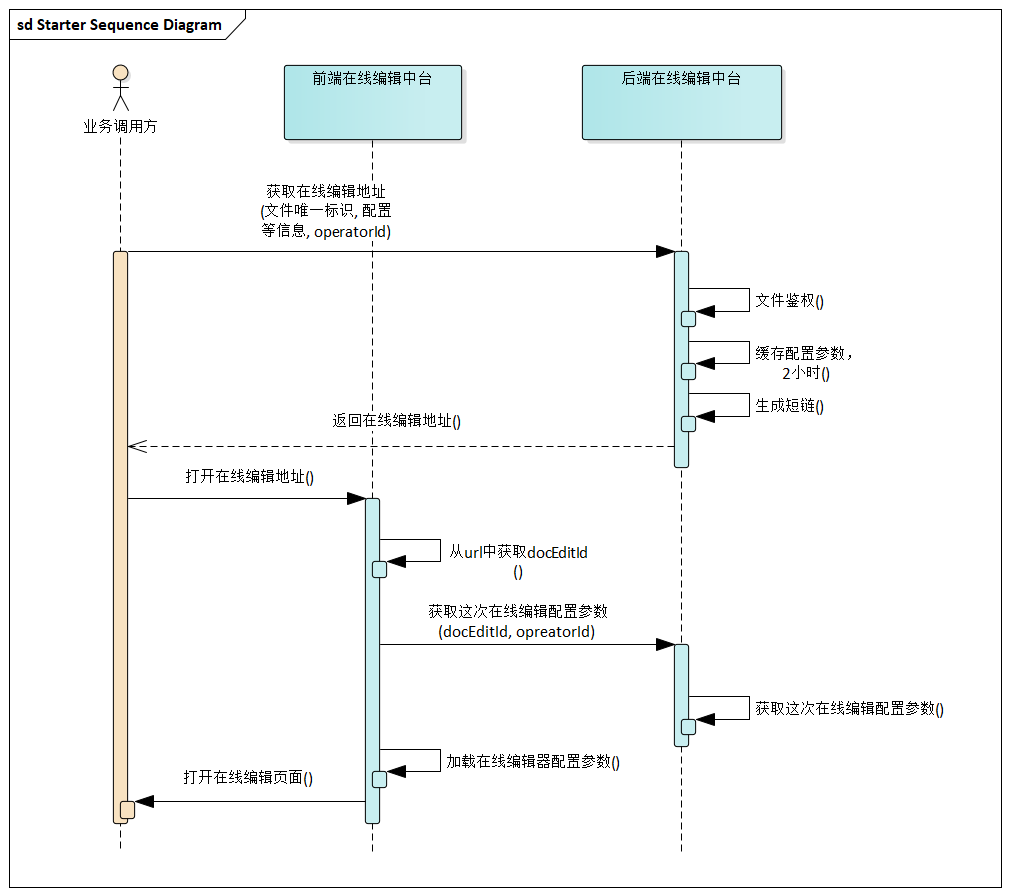 sd Starter Sequence Diagram
业务调用方
前端在线编辑中台
后端在线编辑中台
获取在线编辑地址
(文件唯一标识, 配置
等信息, operatorId)
文件鉴权()
缓存配置参数，
2小时()
生成短链()
返回在线编辑地址()
打开在线编辑地址()
从url中获取docEditId
()
获取这次在线编辑配置参数
(docEditId, opreatorId)
获取这次在线编辑配置参数()
加载在线编辑器配置参数()
打开在线编辑页面()